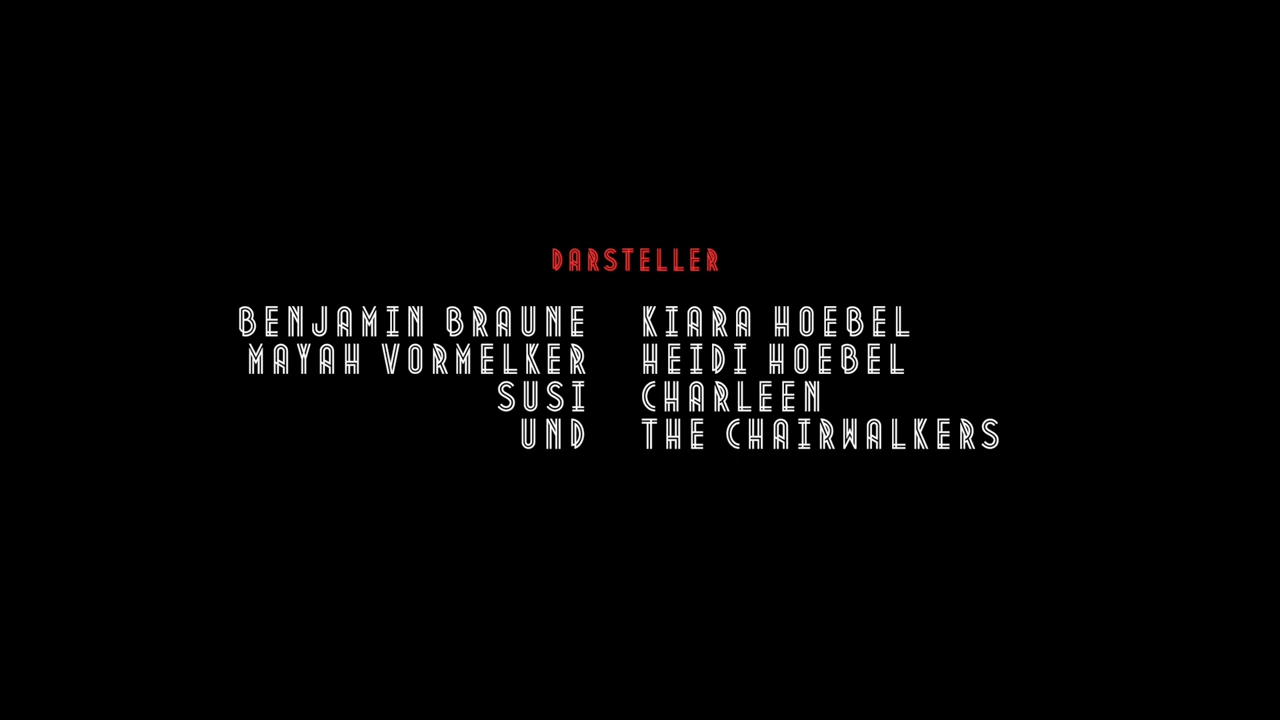 DARSTELLER
BENJAMIN BRAUNE KIARA HOEBEL
MAYAH VORMELKER HEIDI HOEBEL
SUSI CHARLEEN
UND THE CHAIRWALKERS